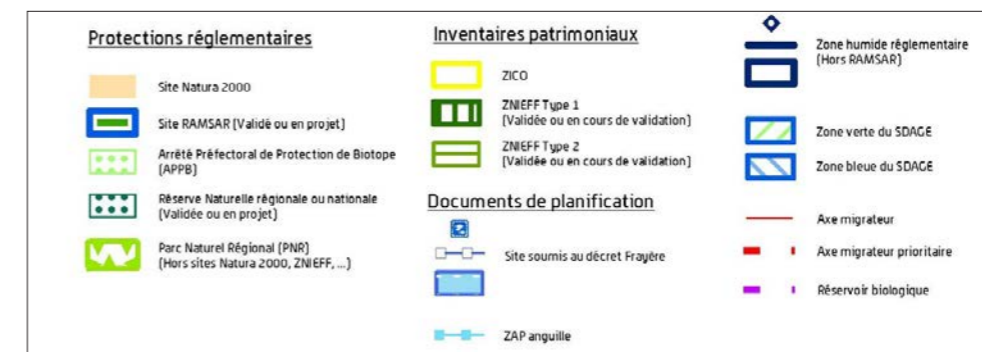 Protections réglementaires
Site Natura 2000
Site RAMSAR (Validé ou en projet)
Arrêté Préfectoral de Protection de Biotope
(APPB)
Réserve Naturelle régionale ou nationale
(Validée ou en projet)
Parc Naturel Régional (PNR)
(Hors sites Natura 2000, ZNIEFF, ...)
Inventaires patrimoniaux
ZICO
ZNIEFF Type 1
(Validée ou en cours de validation)
ZNIEFF Type 2
(Validée ou en cours de validation)
Documents de planification
Site soumis au décret Frayère
ZAP anguille
Zone humide réglementaire
(Hors RAMSAR)
Zone verte du SDAGE
Zone bleue du SDAGE
Axe migrateur
Axe migrateur prioritaire
Réservoir biologique